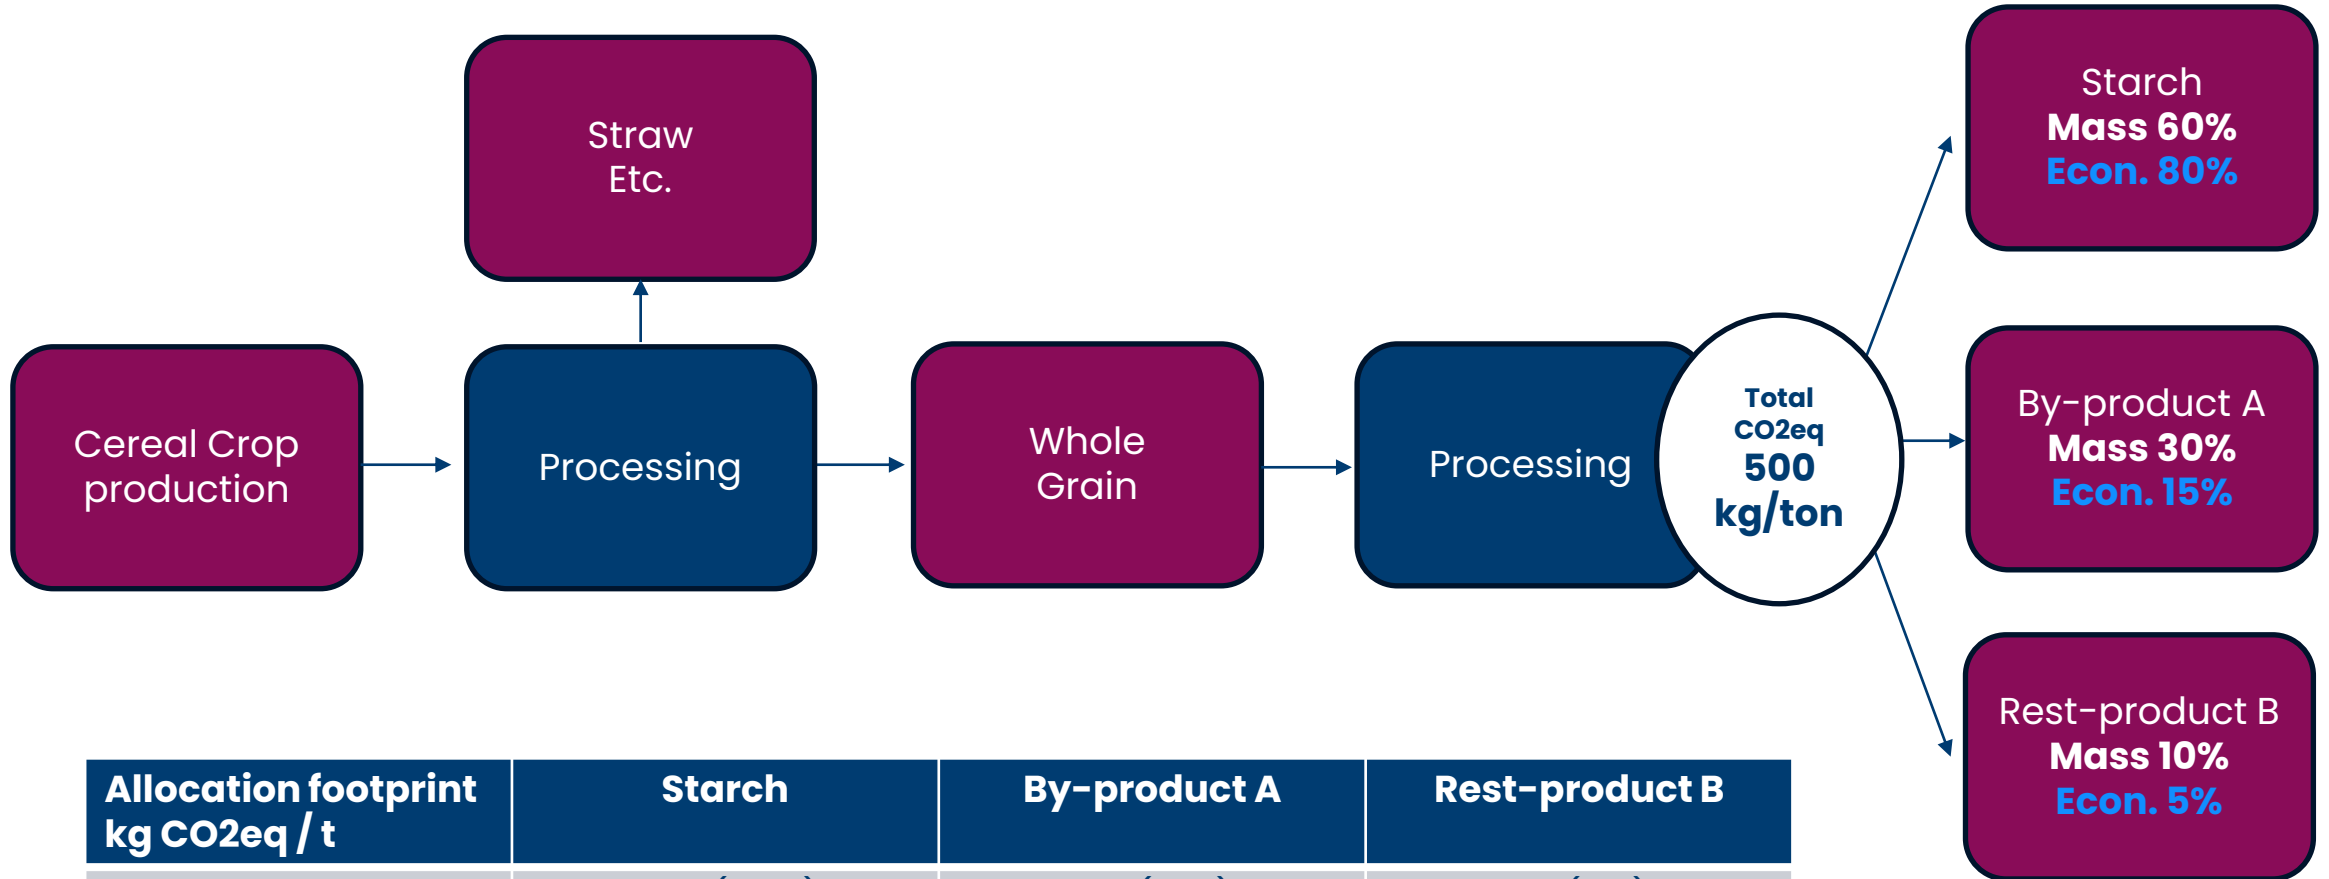 Straw
Etc.
Cereal Crop
production
Processing
Whole
Grain
Processing
Total
CO2eq
500
kg/ton
Starch
Mass 60%
Econ. 80%
By-product A
Mass 30%
Econ. 15%
Rest-product B
Mass 10%
Econ. 5%
Allocation footprint
kg CO2eq / t
Starch
By-product A
Rest-product B